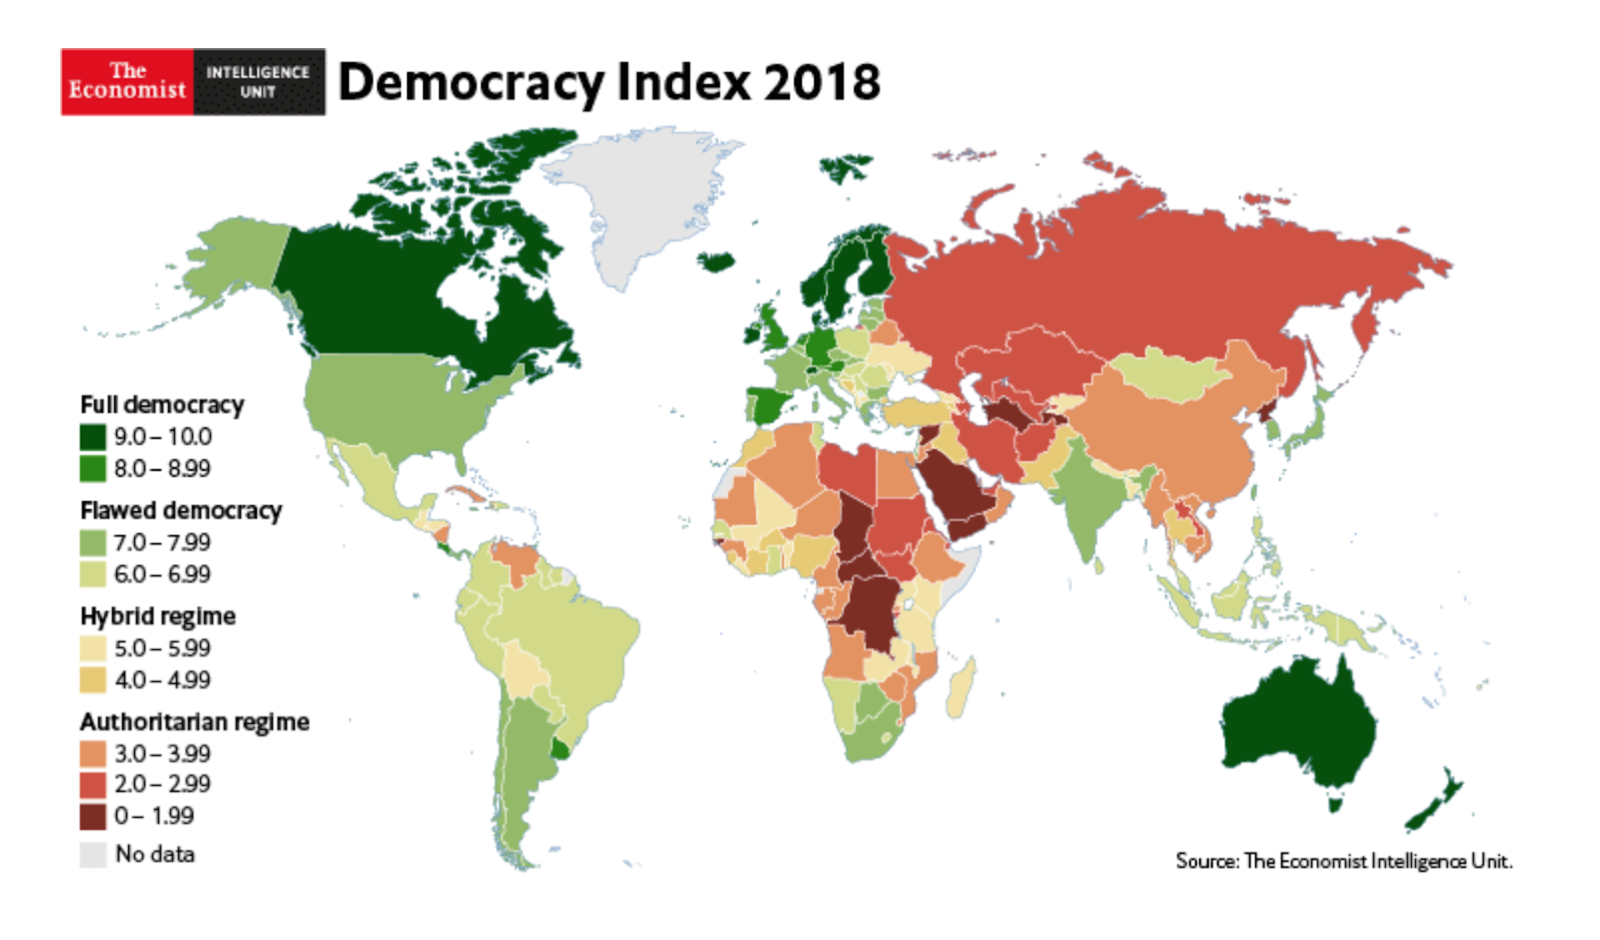 The
Economist
INTELLIGENCE
UNIT
Democracy Index 2018
Full democracy
9.0 – 10.0
8.0 – 8.99
Flawed democracy
7.0 – 7.99
6.0 – 6.99
Hybrid regime
5.0 – 5.99
4.0 – 4.99
Authoritarian regime
3.0 – 3.99
2.0 – 2.99
0 – 1.99
No data
Source: The Economist Intelligence Unit.